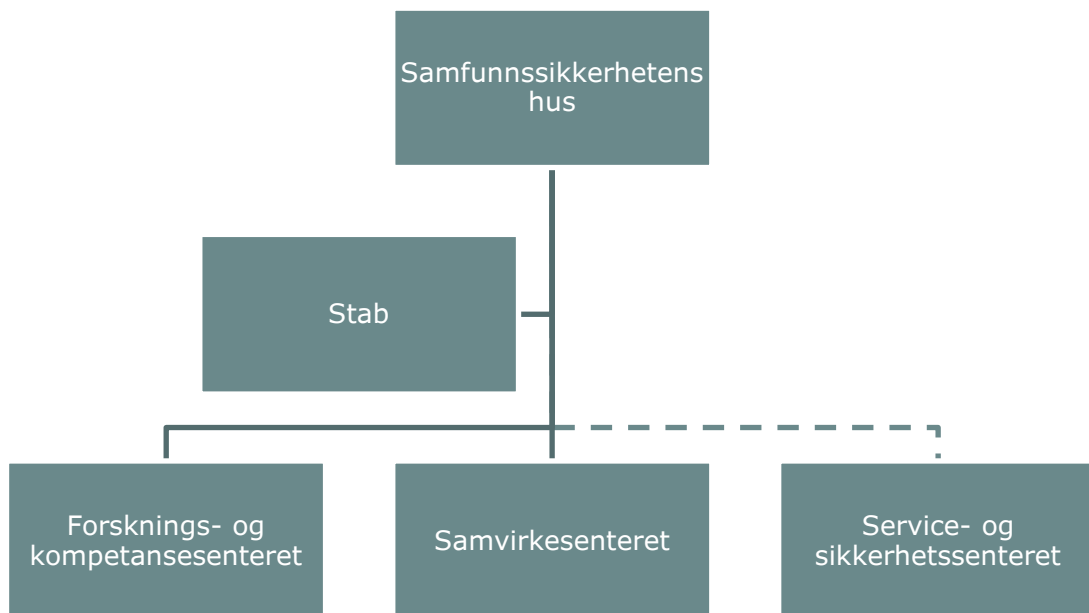 Samfunnssikkerhetens
hus
Stab
Forsknings- og
kompetansesenteret
Samvirkesenteret
Service- og
sikkerhetssenteret